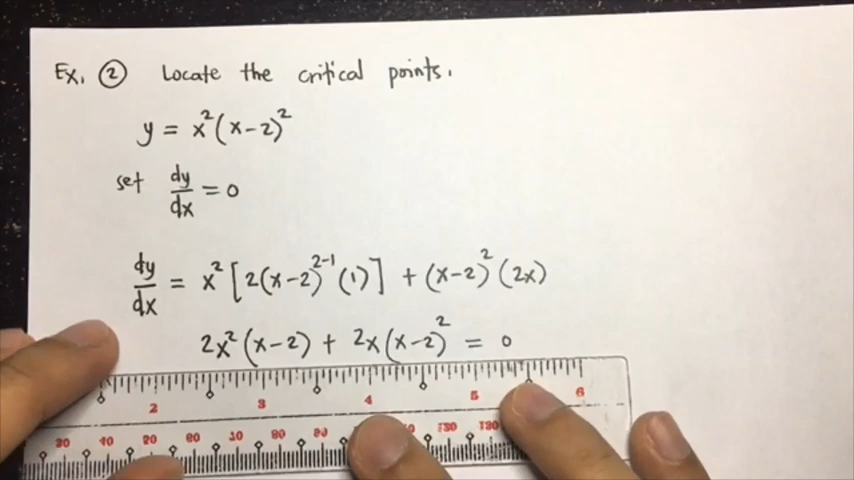 Ex. ② Locate the critical points.
y = x²(x-2)²
set dy/dx = 0
dy/dx = x² [2(x-2)²⁻¹(1)] + (x-2)²(2x)
2x²(x-2) + 2x(x-2)² = 0
2 3 4 5 6